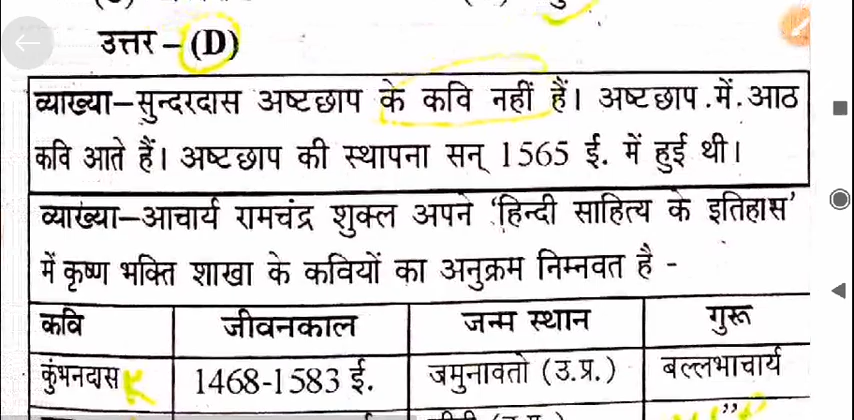 उत्तर – (D)
व्याख्या–सुन्दरदास अष्टछाप के कवि नहीं हैं। अष्टछाप में आठ
कवि आते हैं। अष्टछाप की स्थापना सन् 1565 ई. में हुई थी।
व्याख्या–आचार्य रामचंद्र शुक्ल अपने ‘हिन्दी साहित्य के इतिहास’
में कृष्ण भक्ति शाखा के कवियों का अनुक्रम निम्नवत है -
कवि जीवनकाल जन्म स्थान गुरू
कुंभनदास 1468-1583 ई. जमुनावतो (उ.प्र.) बल्लभाचार्य